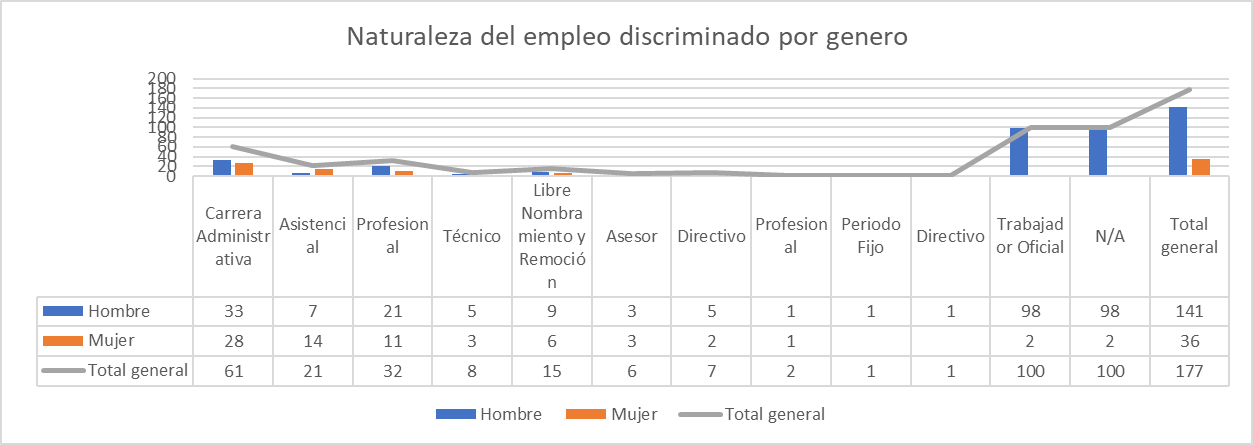 Naturaleza del empleo discriminado por genero
200
180
160
140
120
100
80
60
40
20
0
Carrera
Administr
ativa
Asistenci
al
Profesion
al
Técnico
Libre
Nombra
miento y
Remoció
n
Asesor
Directivo
Profesion
al
Periodo
Fijo
Directivo
Trabajad
or Oficial
N/A
Total
general
Hombre 33 7 21 5 9 3 5 1 1 1 98 98 141
Mujer 28 14 11 3 6 3 2 1 2 2 36
Total general 61 21 32 8 15 6 7 2 1 1 100 100 177
Hombre Mujer Total general